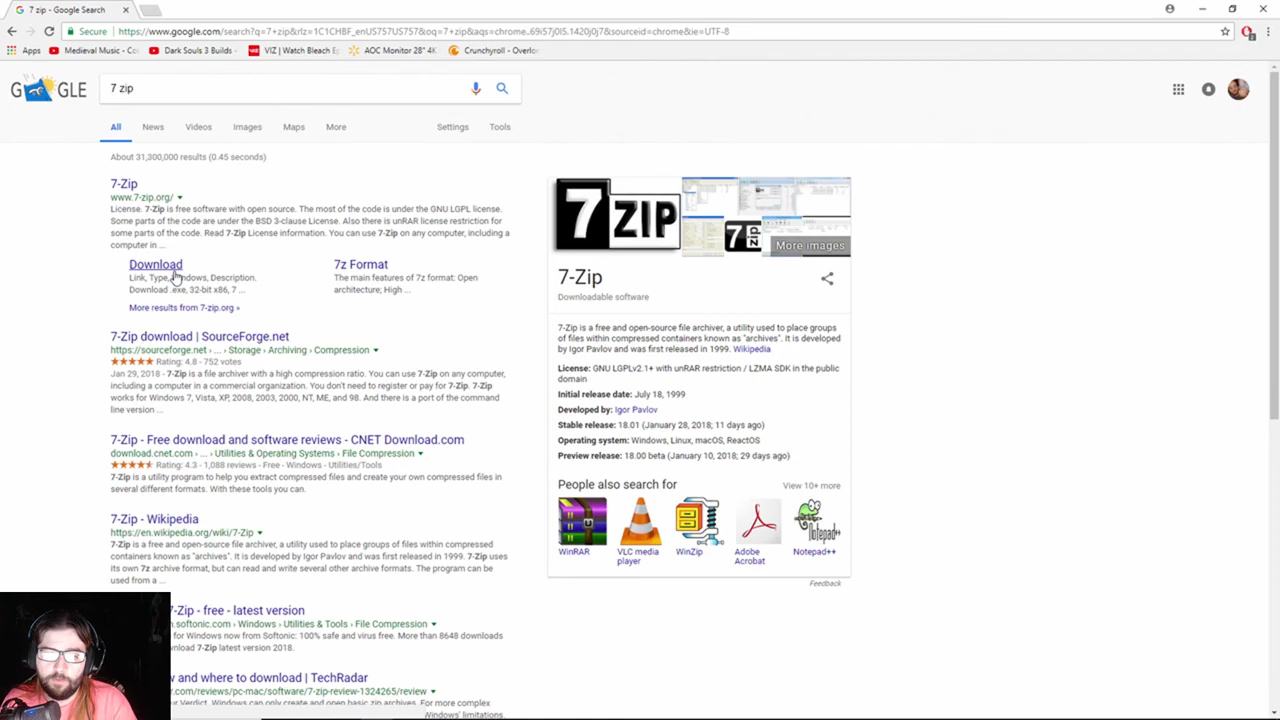 7 zip - Google Search
Secure
https://www.google.com/search?q=7+zip&rlz=1C1CHBF_enUS757US757&oq=7+zip&aqs=chrome..69i57j0l5.1420j0j7&sourceid=chrome&ie=UTF-8
Apps
Medieval Music - Co
Dark Souls 3 Builds -
VIZ | Watch Bleach Ep
AOC Monitor 28" 4K
Crunchyroll - Overlo
G GLE
7 zip
All
News
Videos
Images
Maps
More
Settings
Tools
About 31,300,000 results (0.45 seconds)
7-Zip
www.7-zip.org/
License. 7-Zip is free software with open source. The most of the code is under the GNU LGPL license.
Some parts of the code are under the BSD 3-clause License. Also there is unRAR license restriction for
some parts of the code. Read 7-Zip License information. You can use 7-Zip on any computer, including a
computer in ...
Download
Link, Type, Windows, Description.
Download .exe, 32-bit x86, 7 ...
7z Format
The main features of 7z format: Open
architecture; High ...
More results from 7-zip.org »
7-Zip download | SourceForge.net
https://sourceforge.net › ... › Storage › Archiving › Compression
Rating: 4.8 - 752 votes
Jan 29, 2018 - 7-Zip is a file archiver with a high compression ratio. You can use 7-Zip on any computer,
including a computer in a commercial organization. You don't need to register or pay for 7-Zip. 7-Zip
works for Windows 7, Vista, XP, 2008, 2003, 2000, NT, ME, and 98. And there is a port of the command
line version ...
7-Zip - Free download and software reviews - CNET Download.com
download.cnet.com › ... › Utilities & Operating Systems › File Compression
Rating: 4.3 - 1,088 reviews - Free - Windows - Utilities/Tools
7-Zip is a utility program to help you extract compressed files and create your own compressed files in
several different formats. With these tools you can.
7-Zip - Wikipedia
https://en.wikipedia.org/wiki/7-Zip
7-Zip is a free and open-source file archiver, a utility used to place groups of files within compressed
containers known as "archives". It is developed by Igor Pavlov and was first released in 1999. 7-Zip uses
its own 7z archive format, but can read and write several other archive formats. The program can be
used from a ...
7-Zip - free - latest version
n.softonic.com › Windows › Utilities & Tools › File Compression
for Windows now from Softonic: 100% safe and virus free. More than 8648 downloads
wnload 7-Zip latest version 2018.
w and where to download | TechRadar
r.com/reviews/pc-mac/software/7-zip-review-1324265/review
ur Verdict. Windows can only create and open basic zip archives. For more complex
Windows' limitations.
7ZIP
7Z
More images
7-Zip
Downloadable software
7-Zip is a free and open-source file archiver, a utility used to place groups
of files within compressed containers known as "archives". It is developed
by Igor Pavlov and was first released in 1999. Wikipedia
License: GNU LGPLv2.1+ with unRAR restriction / LZMA SDK in the public
domain
Initial release date: July 18, 1999
Developed by: Igor Pavlov
Stable release: 18.01 (January 28, 2018; 11 days ago)
Operating system: Windows, Linux, macOS, ReactOS
Preview release: 18.00 beta (January 10, 2018; 29 days ago)
People also search for
View 10+ more
WinRAR
VLC media
player
WinZip
Adobe
Acrobat
Notepad++
Feedback